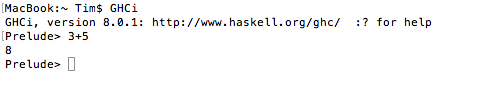 MacBook:~ Tim$ GHCi
GHCi, version 8.0.1: http://www.haskell.org/ghc/  :? for help
Prelude> 3+5
8
Prelude>